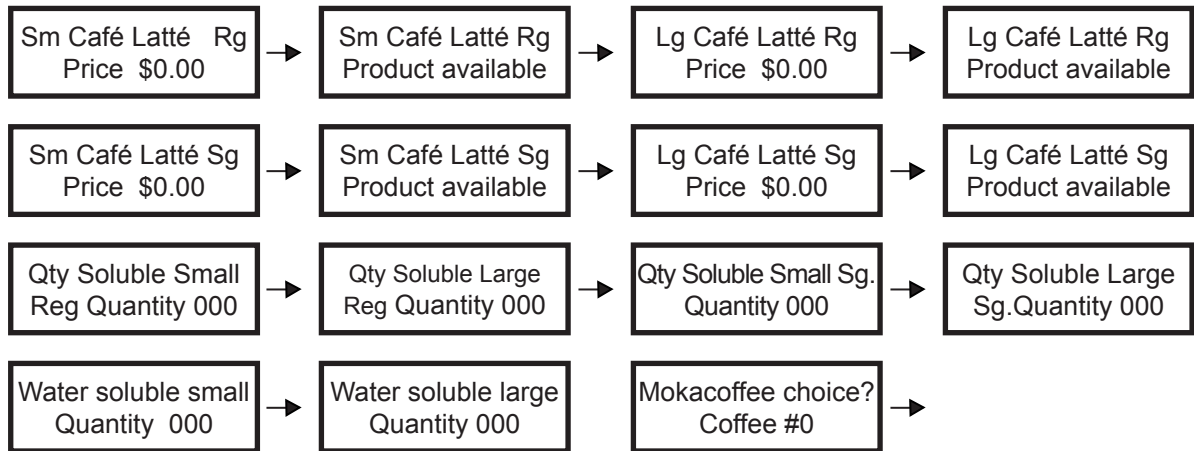 Sm Café Latté Rg
Price $0.00
Sm Café Latté Rg
Product available
Lg Café Latté Rg
Price $0.00
Lg Café Latté Rg
Product available
Sm Café Latté Sg
Price $0.00
Sm Café Latté Sg
Product available
Lg Café Latté Sg
Price $0.00
Lg Café Latté Sg
Product available
Qty Soluble Small
Reg Quantity 000
Qty Soluble Large
Reg Quantity 000
Qty Soluble Small Sg.
Quantity 000
Qty Soluble Large
Sg.Quantity 000
Water soluble small
Quantity 000
Water soluble large
Quantity 000
Mokacoffee choice?
Coffee #0